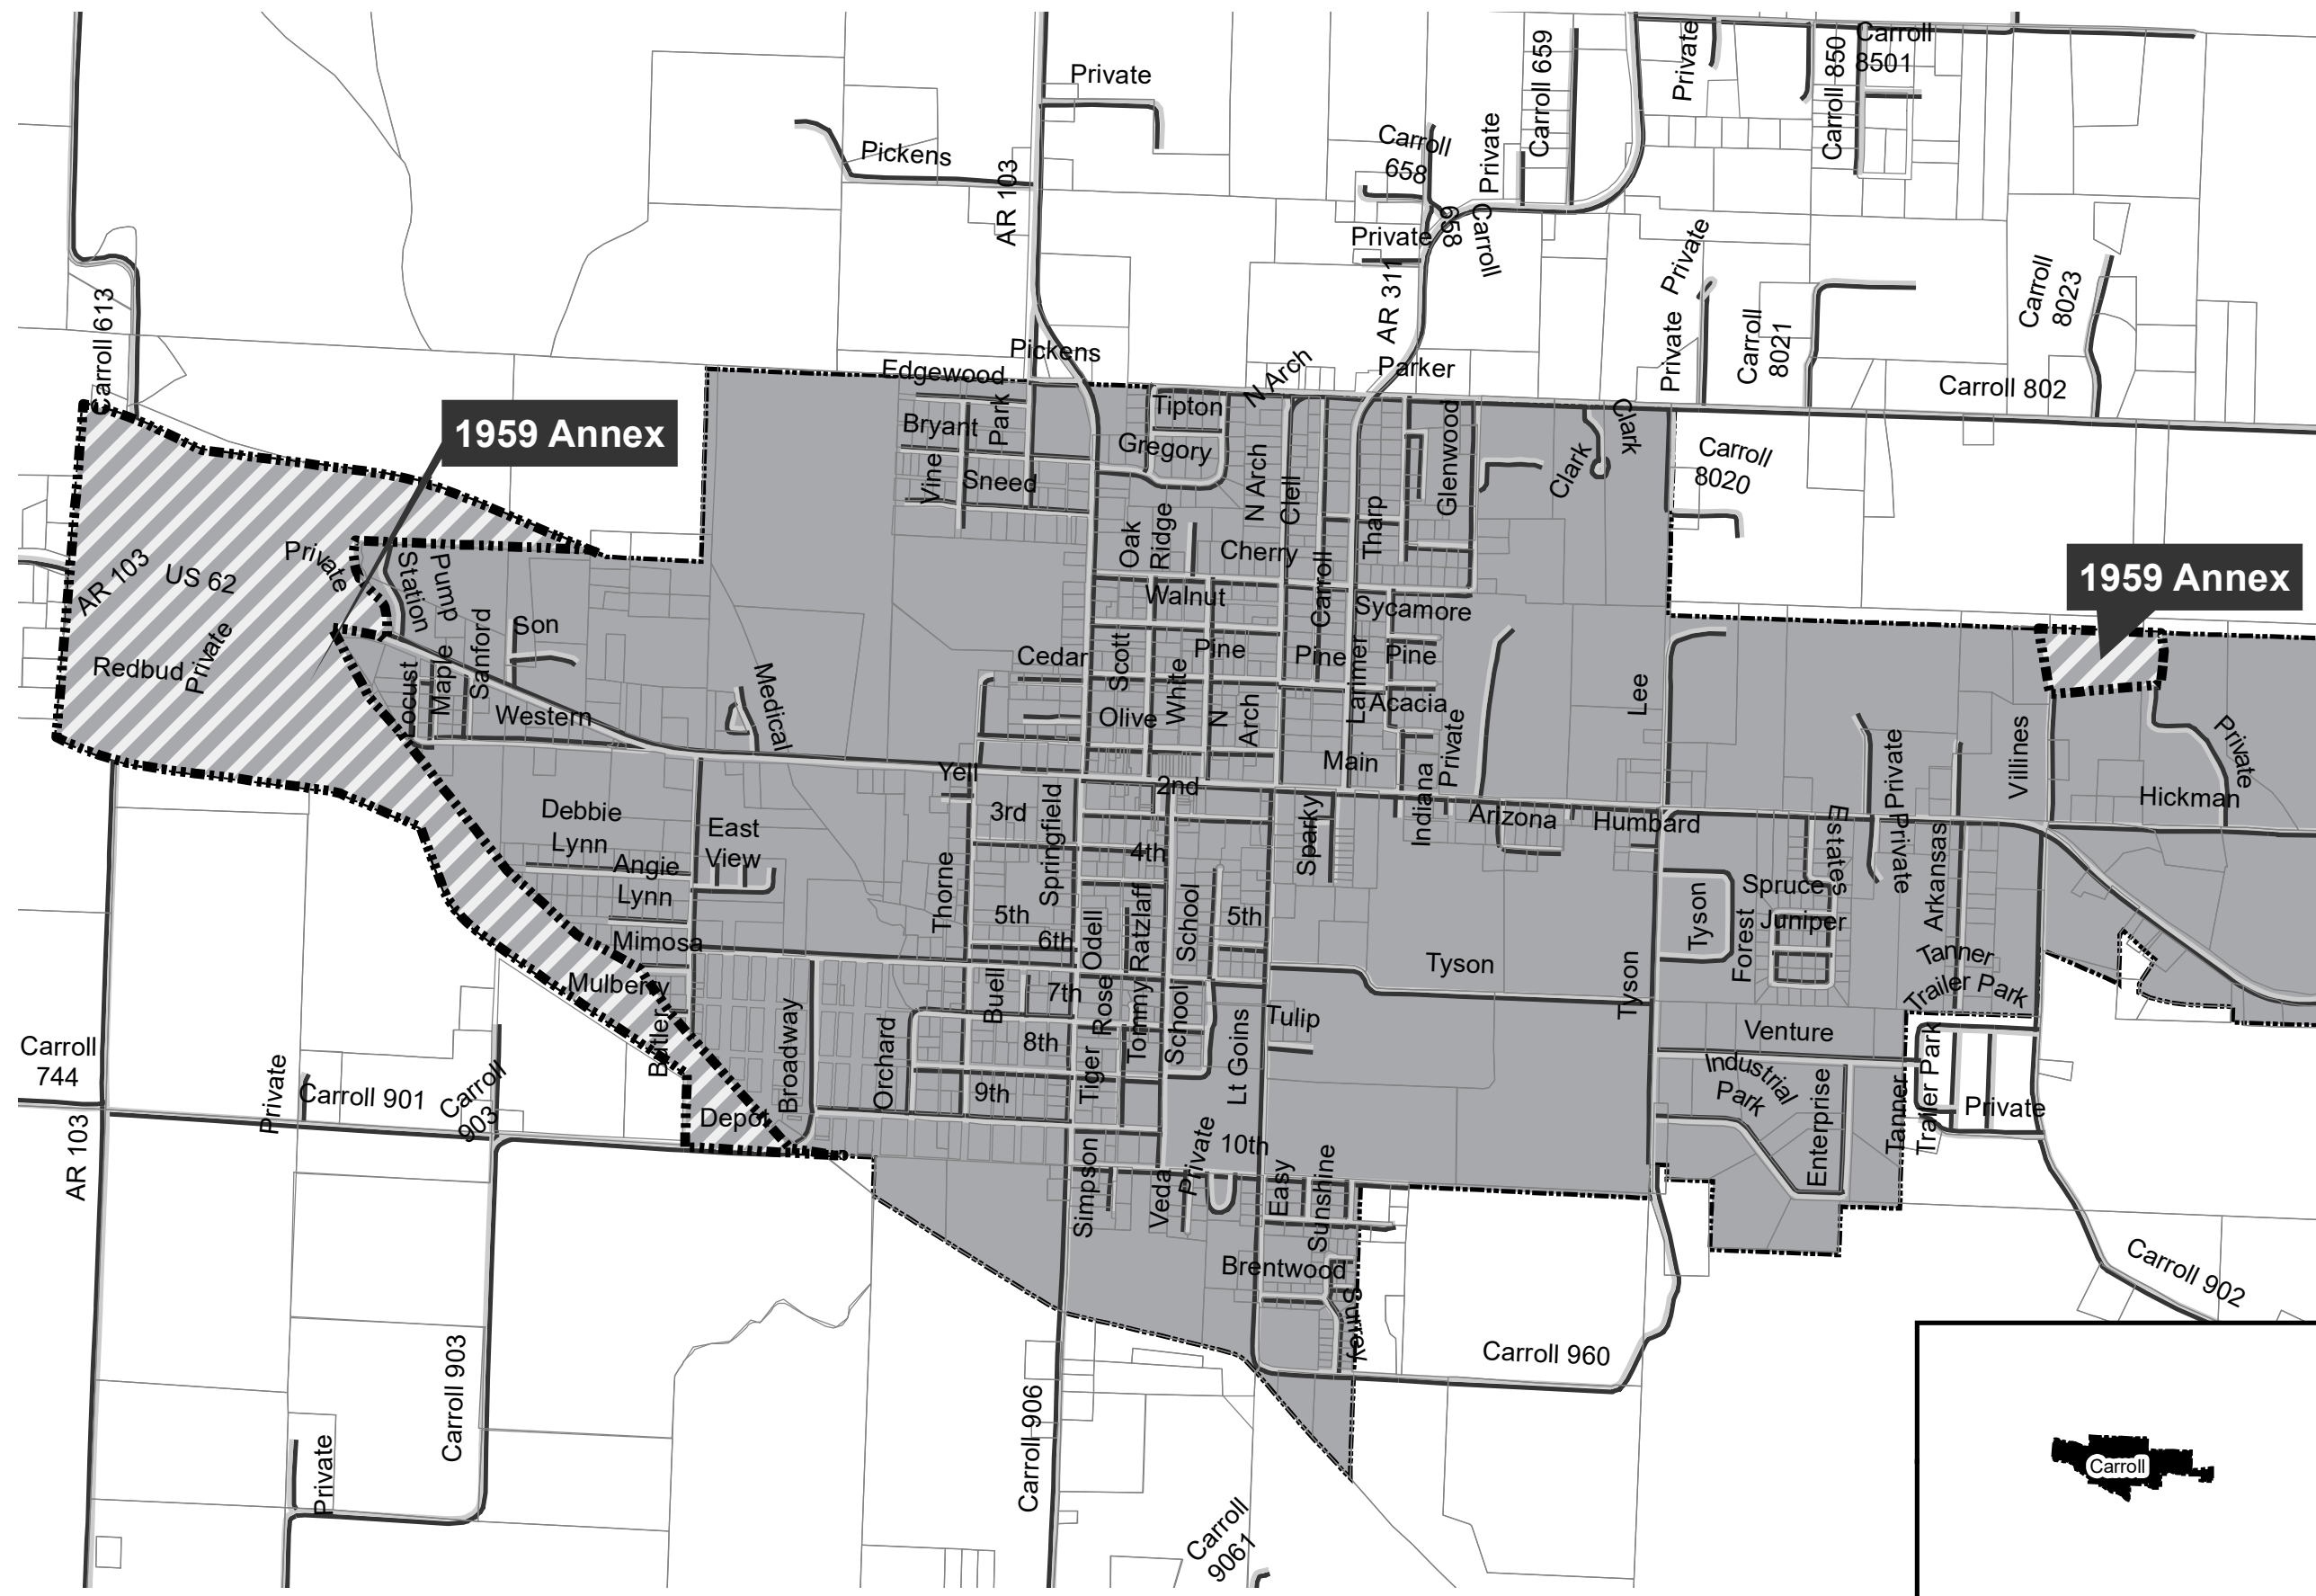 Carroll
8501
Private
Carroll 850
Carroll 659
Private
Private
Carroll
658
Pickens
AR 103
658
Carroll
Private
Private
AR 311
Carroll
8023
Private
Carroll
8021
Carroll 613
Pickens
Parker
N Arch
Edgewood
Carroll 802
Tipton
Park
Bryant
Clark
Glenwood
1959 Annex
Gregory
Vine
Sneed
N Arch
Clell
Clark
Carroll
8020
Tharp
Oak
Ridge
Cherry
AR 103
US 62
Private
Station
Pump
1959 Annex
Walnut
Carroll
Sycamore
Son
Sanford
Redbud
Private
Cedar
Scott
Pine
Pine
Pine
Larimer
Lee
Locust
Maple
Western
Medical
Olive
White
N
Arch
Acacia
Private
Villines
Private
Private
Main
Yell
2nd
Hickman
Debbie
Lynn
East
View
3rd
Springfield
Sparky
Indiana
Arizona
Humbard
Estates
Private
Arkansas
Angie
Lynn
4th
Thorne
Spruce
Tyson
Forest
Juniper
5th
Odell
Ratzlaff
School
5th
Mimosa
6th
Tyson
Tyson
Tanner
Trailer Park
Mulberry
Butler
Broadway
Orchard
Buell
7th
Rose
Tommy
School
Lt Goins
Tulip
Venture
8th
Tiger
Industrial
Park
Enterprise
Tanner
Trailer Park
Private
Carroll
744
Private
Carroll 901
Carroll
903
Depot
9th
AR 103
10th
Simpson
Veda
Private
Easy
Sunshine
Brentwood
Surrey
Carroll 902
Carroll 960
Carroll 903
Carroll 906
Private
Carroll
Carroll
9061